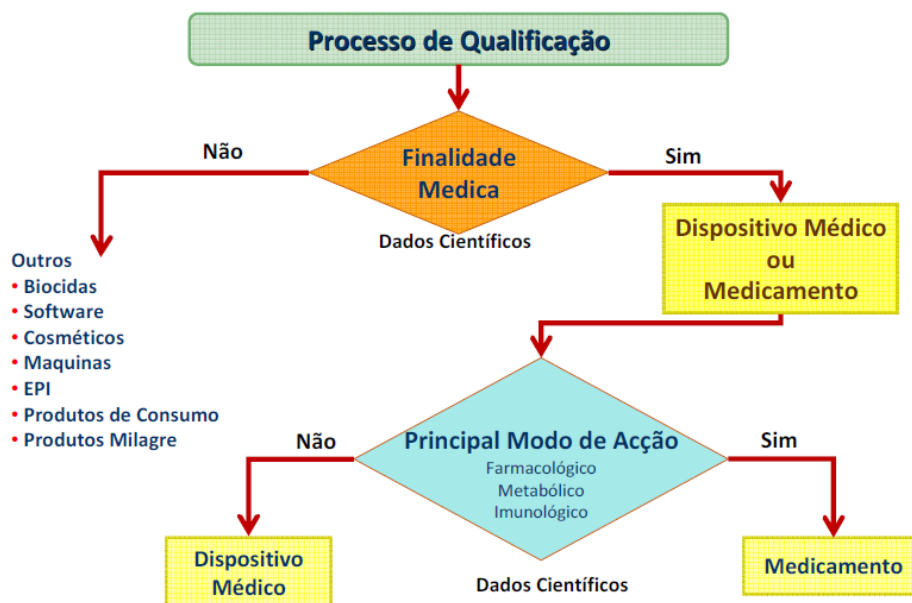 Processo de Qualificação
Não
Finalidade
Medica
Sim
Dados Científicos
Dispositivo Médico
ou
Medicamento
Outros
• Biocidas
• Software
• Cosméticos
• Maquinas
• EPI
• Produtos de Consumo
• Produtos Milagre
Não
Principal Modo de Acção
Sim
Farmacológico
Metabólico
Imunológico
Dispositivo
Médico
Dados Científicos
Medicamento